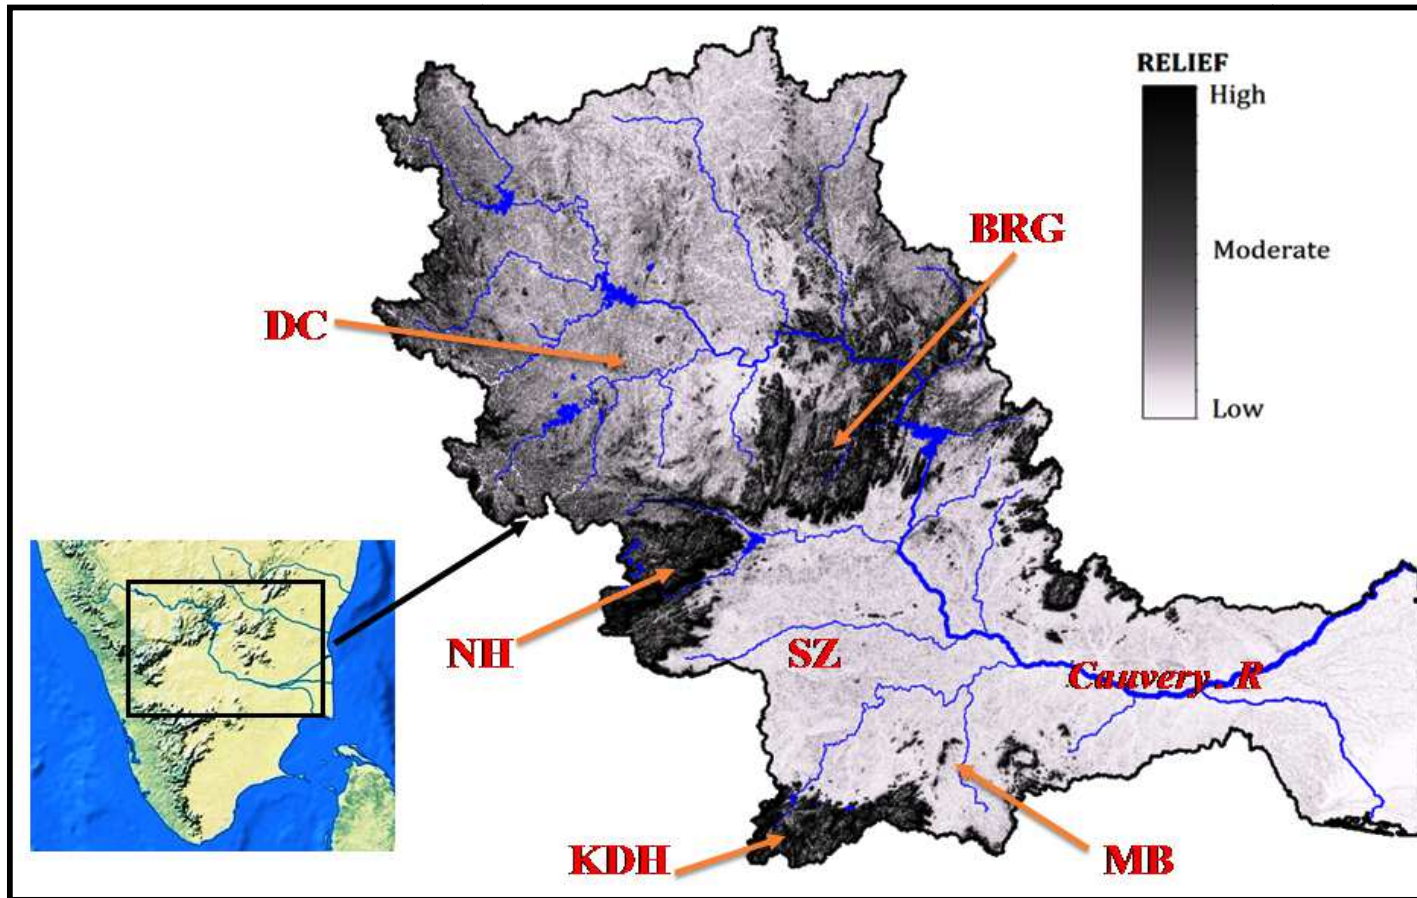 RELIEF
High
Moderate
Low
BRG
DC
NH
SZ
Cauvery . R
KDH
MB